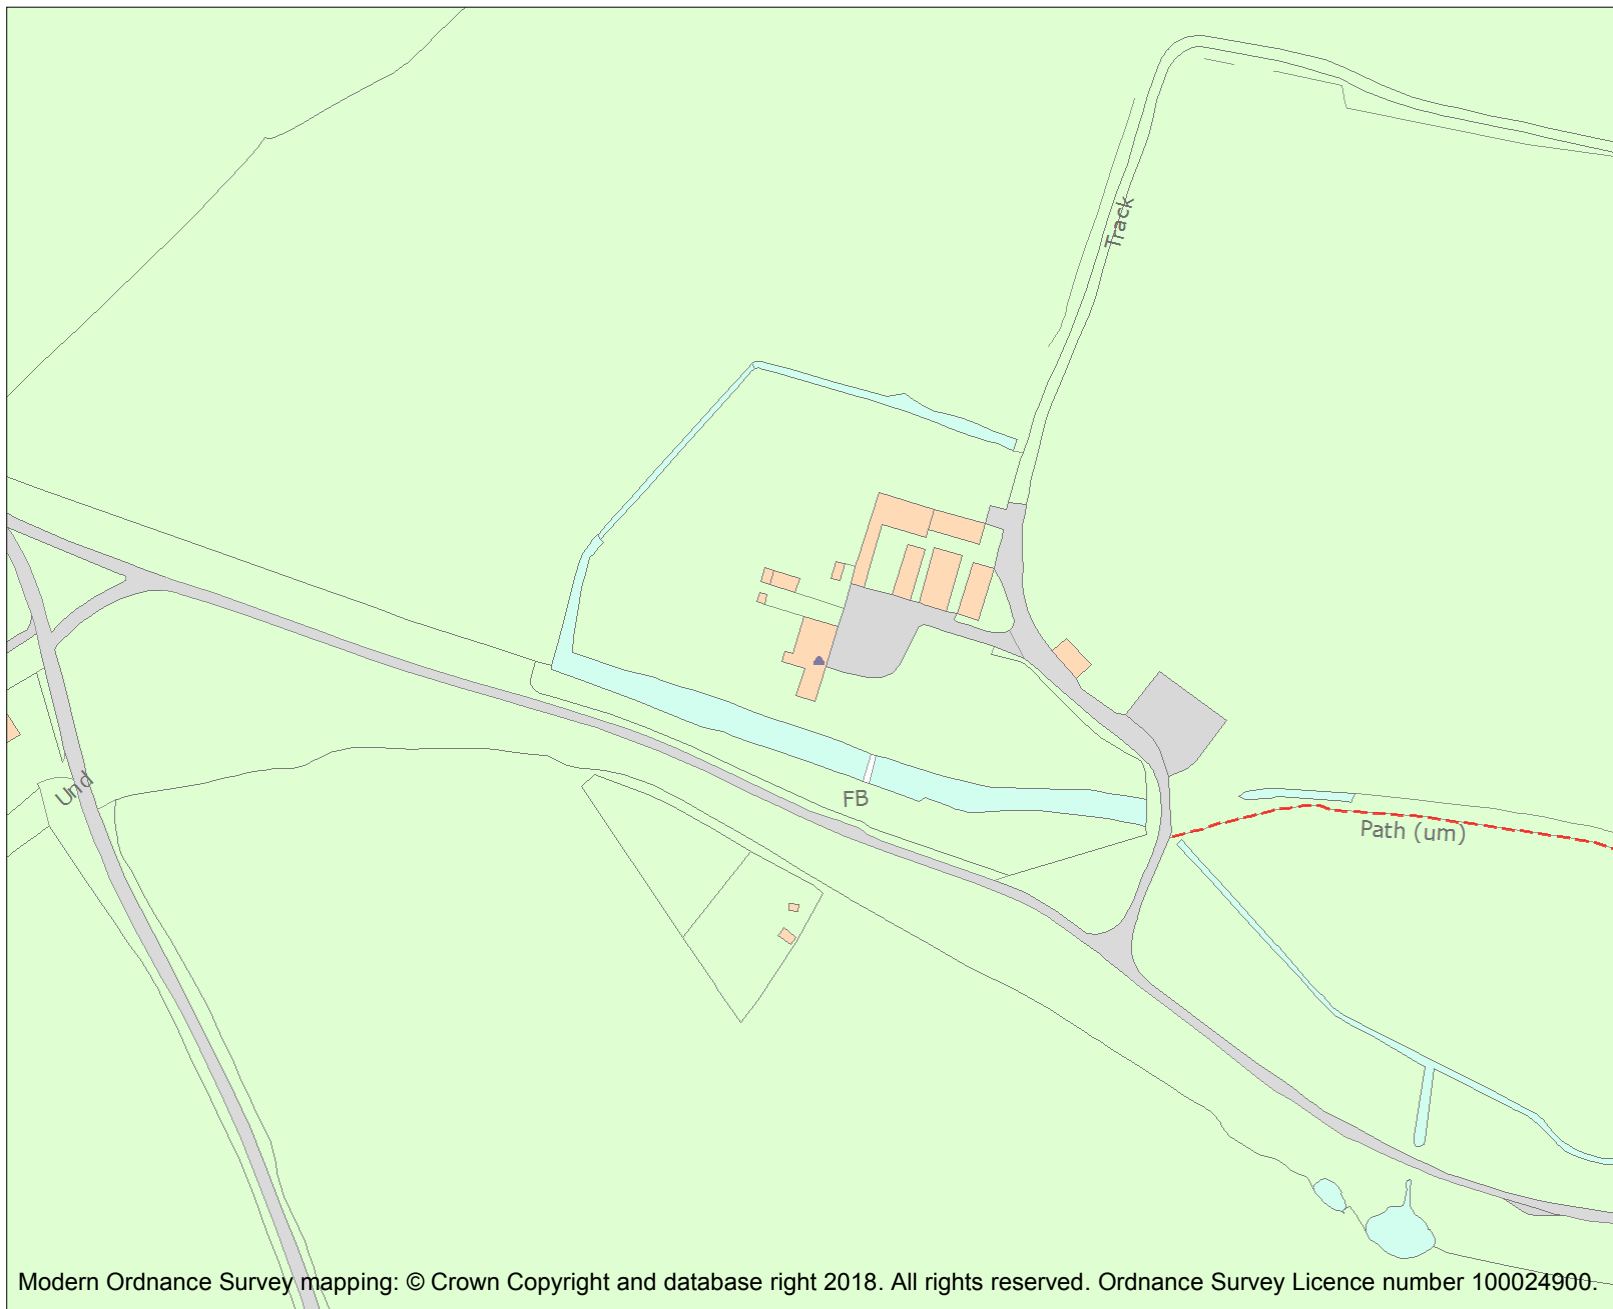 Track
FB
Und
Path (um)
Modern Ordnance Survey mapping: © Crown Copyright and database right 2018. All rights reserved. Ordnance Survey Licence number 100024900.